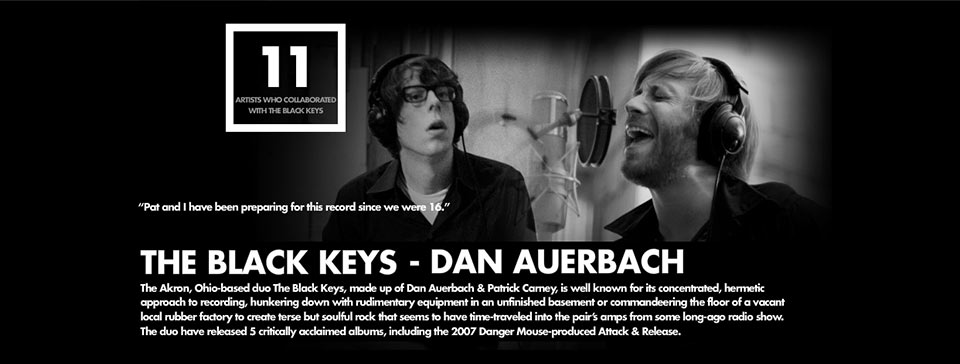 11
ARTISTS WHO COLLABORATED
WITH THE BLACK KEYS
“Pat and I have been preparing for this record since we were 16.”
THE BLACK KEYS - DAN AUERBACH
The Akron, Ohio-based duo The Black Keys, made up of Dan Auerbach & Patrick Carney, is well known for its concentrated, hermetic
approach to recording, hunkering down with rudimentary equipment in an unfinished basement or commandeering the floor of a vacant
local rubber factory to create terse but soulful rock that seems to have time-traveled into the pair’s amps from some long-ago radio show.
The duo have released 5 critically acclaimed albums, including the 2007 Danger Mouse-produced Attack & Release.